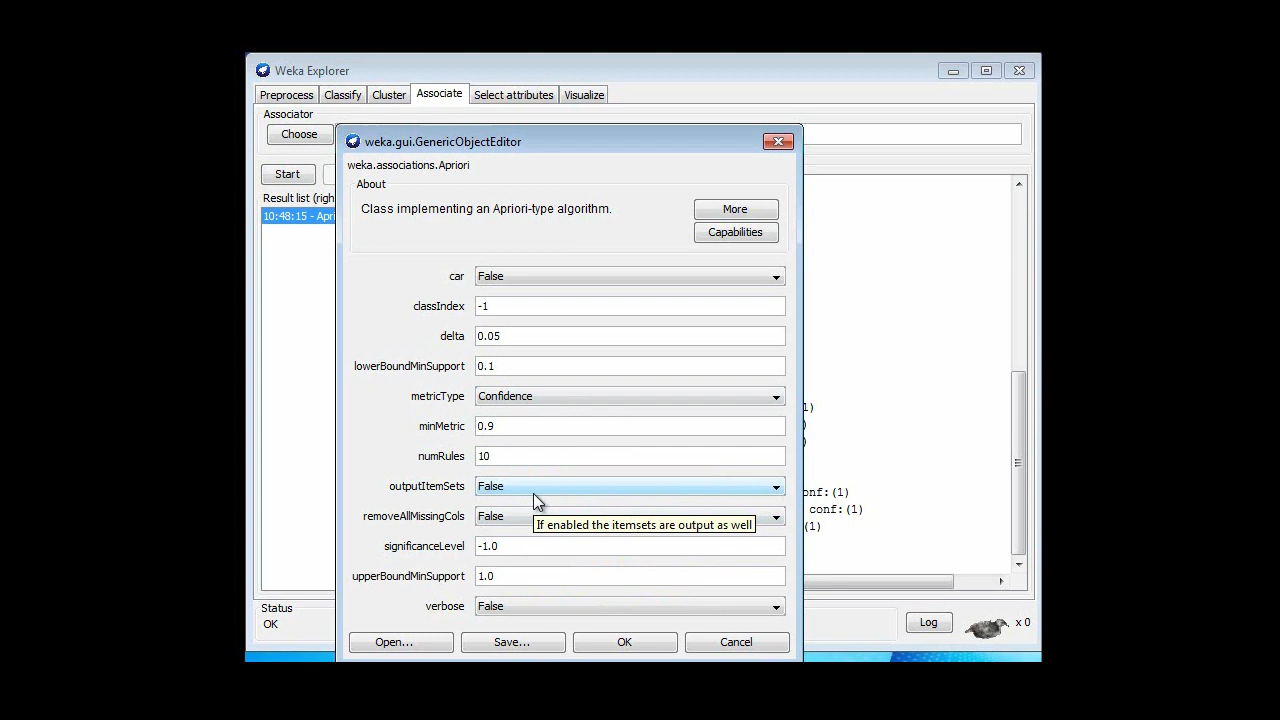 Weka Explorer
Preprocess Classify Cluster Associate Select attributes Visualize
Associator
Choose
weka.gui.GenericObjectEditor
weka.associations.Apriori
Start
About
Class implementing an Apriori-type algorithm.
More
Result list (righ
10:48:15 - Apri
Capabilities
car False
classIndex -1
delta 0.05
lowerBoundMinSupport 0.1
metricType Confidence
1)
minMetric 0.9
numRules 10
outputItemSets False
onf:(1)
conf:(1)
removeAllMissingCols False
If enabled the itemsets are output as well
(1)
significanceLevel -1.0
upperBoundMinSupport 1.0
verbose False
Status
OK
Log
x 0
Open... Save... OK Cancel